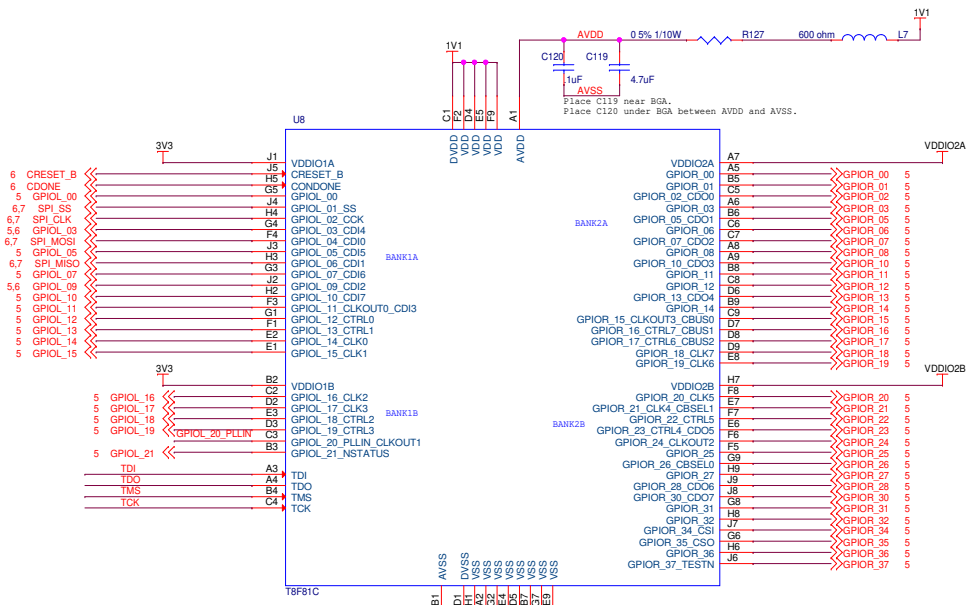 1V1
AVDD 0 5% 1/10W R127 600 ohm L7
1V1
C120 C119
.1uF 4.7uF
AVSS
Place C119 near BGA.
Place C120 under BGA between AVDD and AVSS.
C1 F2 D4 E5 F9 A1
U8
DVDD VDD VDD VDD VDD AVDD
3V3 J1 VDDIO1A
6 CRESET_B J5 CRESET_B
6 CDONE H5 CONDONE
5 GPIOL_00 G5 GPIOL_00
6,7 SPI_SS J4 GPIOL_01_SS
6,7 SPI_CLK H4 GPIOL_02_CCK
5,6 GPIOL_03 G4 GPIOL_03_CDI4
6,7 SPI_MOSI F4 GPIOL_04_CDI0
5 GPIOL_05 J3 GPIOL_05_CDI5
6,7 SPI_MISO H3 GPIOL_06_CDI1
5 GPIOL_07 G3 GPIOL_07_CDI6
5,6 GPIOL_09 J2 GPIOL_09_CDI2
5 GPIOL_10 H2 GPIOL_10_CDI7
5 GPIOL_11 F3 GPIOL_11_CLKOUT0_CDI3
5 GPIOL_12 G1 GPIOL_12_CTRL0
5 GPIOL_13 F1 GPIOL_13_CTRL1
5 GPIOL_14 E2 GPIOL_14_CLK0
5 GPIOL_15 E1 GPIOL_15_CLK1
BANK1A
3V3 B2 VDDIO1B
5 GPIOL_16 C2 GPIOL_16_CLK2
5 GPIOL_17 D2 GPIOL_17_CLK3
5 GPIOL_18 E3 GPIOL_18_CTRL2
5 GPIOL_19 D3 GPIOL_19_CTRL3
GPIOL_20_PLLIN C3 GPIOL_20_PLLIN_CLKOUT1
5 GPIOL_21 B3 GPIOL_21_NSTATUS
BANK1B
TDI A3 TDI
TDO A4 TDO
TMS B4 TMS
TCK C4 TCK
VDDIO2A A7 VDDIO2A
GPIOR_00 A5 GPIOR_00 5
GPIOR_01 B5 GPIOR_01 5
GPIOR_02_CDO0 C5 GPIOR_02 5
GPIOR_03 A6 GPIOR_03 5
GPIOR_05_CDO1 B6 GPIOR_05 5
GPIOR_06 C6 GPIOR_06 5
GPIOR_07_CDO2 C7 GPIOR_07 5
GPIOR_08 A8 GPIOR_08 5
GPIOR_10_CDO3 A9 GPIOR_10 5
GPIOR_11 B8 GPIOR_11 5
GPIOR_12 C8 GPIOR_12 5
GPIOR_13_CDO4 D6 GPIOR_13 5
GPIOR_14 B9 GPIOR_14 5
GPIOR_15_CLKOUT3_CBUS0 C9 GPIOR_15 5
GPIOR_16_CTRL7_CBUS1 D7 GPIOR_16 5
GPIOR_17_CTRL6_CBUS2 D8 GPIOR_17 5
GPIOR_18_CLK7 D9 GPIOR_18 5
GPIOR_19_CLK6 E8 GPIOR_19 5
BANK2A
VDDIO2B H7 VDDIO2B
GPIOR_20_CLK5 F8 GPIOR_20 5
GPIOR_21_CLK4_CBSEL1 E7 GPIOR_21 5
GPIOR_22_CTRL5 F7 GPIOR_22 5
GPIOR_23_CTRL4_CDO5 E6 GPIOR_23 5
GPIOR_24_CLKOUT2 F6 GPIOR_24 5
GPIOR_25 F5 GPIOR_25 5
GPIOR_26_CBSEL0 G9 GPIOR_26 5
GPIOR_27 H9 GPIOR_27 5
GPIOR_28_CDO6 J9 GPIOR_28 5
GPIOR_30_CDO7 J8 GPIOR_30 5
GPIOR_31 G8 GPIOR_31 5
GPIOR_32 H8 GPIOR_32 5
GPIOR_34_CSI J7 GPIOR_34 5
GPIOR_35_CSO G6 GPIOR_35 5
GPIOR_36 H6 GPIOR_36 5
GPIOR_37_TESTN J6 GPIOR_37 5
BANK2B
AVSS DVSS VSS VSS VSS VSS VSS VSS VSS VSS
T8F81C
B1 D1 H1 A2 G2 E4 D5 B7 G7 E9